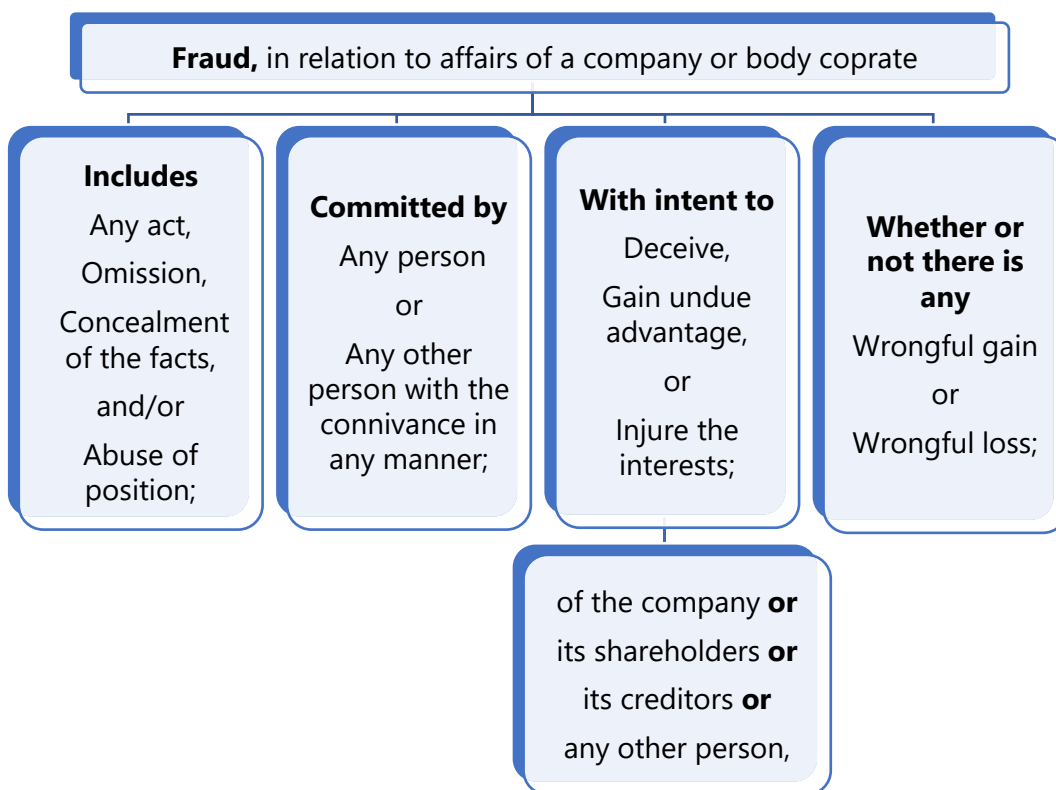 Fraud, in relation to affairs of a company or body coprate
Includes
Any act,
Omission,
Concealment
of the facts,
and/or
Abuse of
position;
Committed by
Any person
or
Any other
person with the
connivance in
any manner;
With intent to
Deceive,
Gain undue
advantage,
or
Injure the
interests;
Whether or
not there is
any
Wrongful gain
or
Wrongful loss;
of the company or
its shareholders or
its creditors or
any other person,